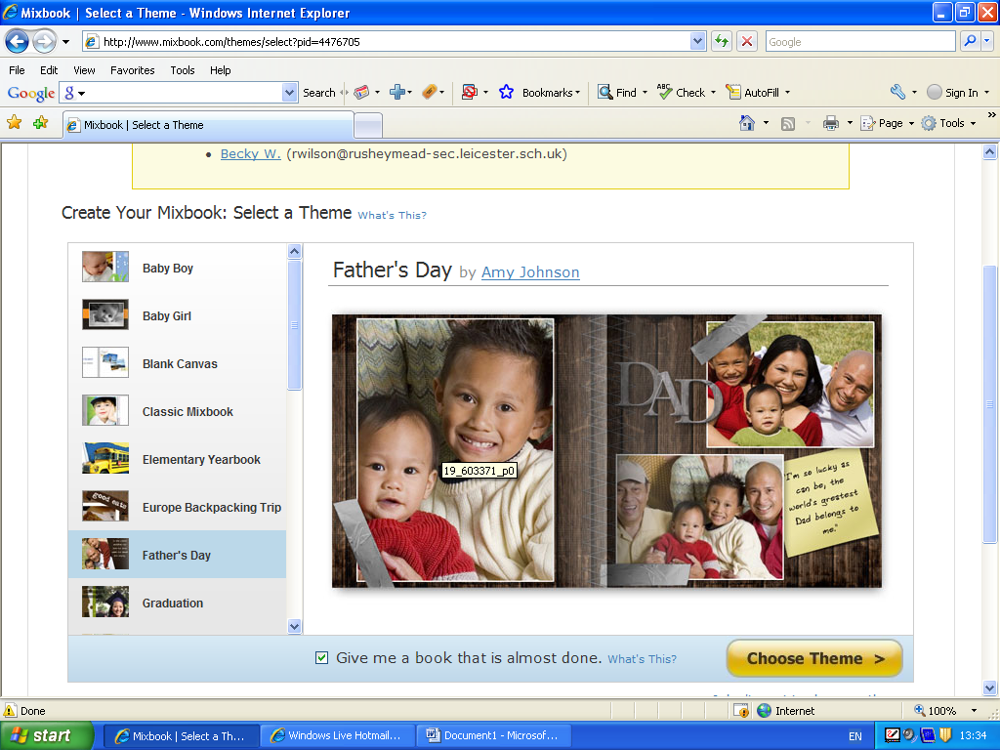 Mixbook | Select a Theme - Windows Internet Explorer
http://www.mixbook.com/themes/select?pid=4476705
Google
File Edit View Favorites Tools Help
Google g Search Bookmarks Find Check AutoFill Sign In
Mixbook | Select a Theme
Page Tools
Becky W. (rwilson@rusheymead-sec.leicester.sch.uk)
Create Your Mixbook: Select a Theme What's This?
Baby Boy
Baby Girl
Blank Canvas
Classic Mixbook
Elementary Yearbook
good eats
Europe Backpacking Trip
Father's Day
Graduation
Father's Day by Amy Johnson
DAD
19_603371_p0
I'm so lucky as
can be, the
world's greatest
Dad belongs to
me."
Give me a book that is almost done. What's This?
Choose Theme >
Done
Internet
100%
start
Mixbook | Select a Th...
Windows Live Hotmail...
Document1 - Microsof...
EN
13:34